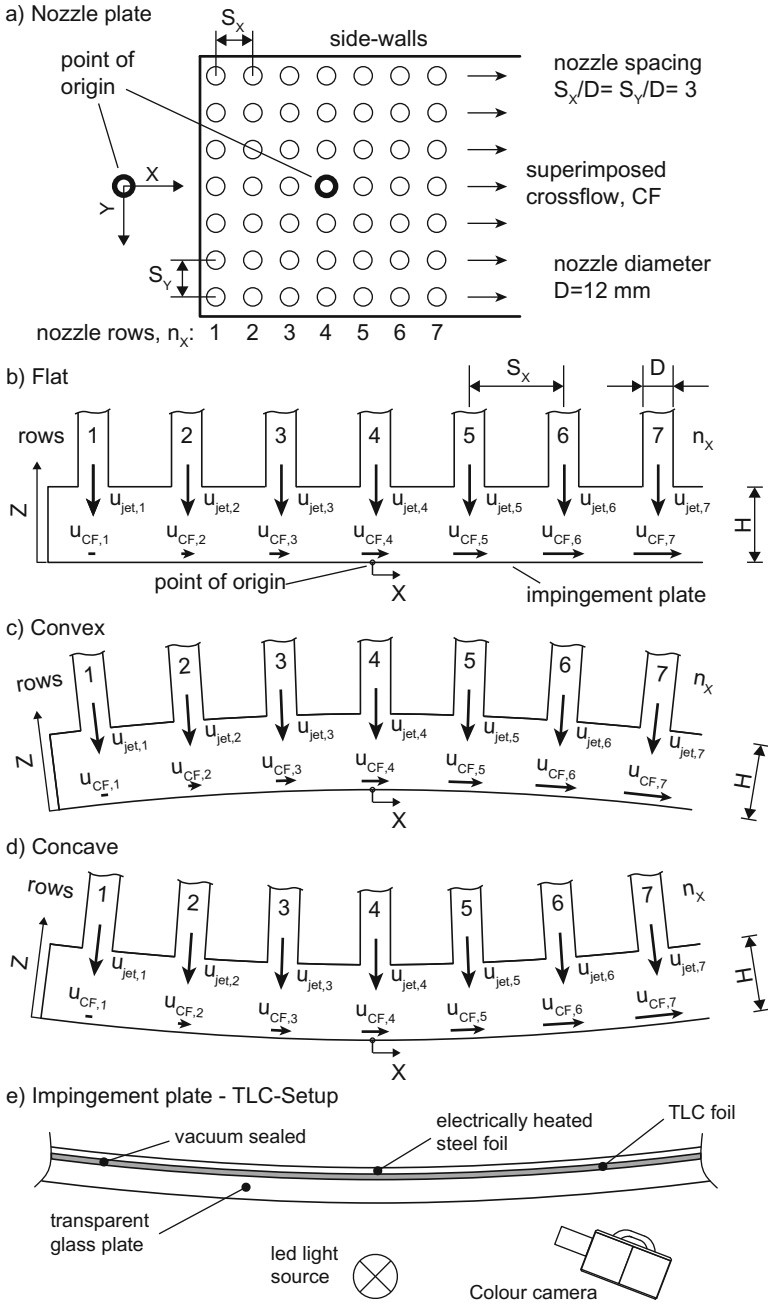 a) Nozzle plate
S_X
side-walls
point of
origin
nozzle spacing
S_X/D= S_Y/D= 3
X
Y
superimposed
crossflow, CF
S_Y
nozzle diameter
D=12 mm
nozzle rows, n_X: 1 2 3 4 5 6 7
b) Flat
S_X D
rows 1 2 3 4 5 6 7 n_X
Z
u_jet,1 u_jet,2 u_jet,3 u_jet,4 u_jet,5 u_jet,6 u_jet,7
H
u_CF,1 u_CF,2 u_CF,3 u_CF,4 u_CF,5 u_CF,6 u_CF,7
point of origin
X
impingement plate
c) Convex
rows 1 2 3 4 5 6 7 n_X
Z
u_jet,1 u_jet,2 u_jet,3 u_jet,4 u_jet,5 u_jet,6 u_jet,7
H
u_CF,1 u_CF,2 u_CF,3 u_CF,4 u_CF,5 u_CF,6 u_CF,7
X
d) Concave
rows 1 2 3 4 5 6 7 n_X
Z
u_jet,1 u_jet,2 u_jet,3 u_jet,4 u_jet,5 u_jet,6 u_jet,7
H
u_CF,1 u_CF,2 u_CF,3 u_CF,4 u_CF,5 u_CF,6 u_CF,7
X
e) Impingement plate - TLC-Setup
vacuum sealed
electrically heated
steel foil
TLC foil
transparent
glass plate
led light
source
Colour camera